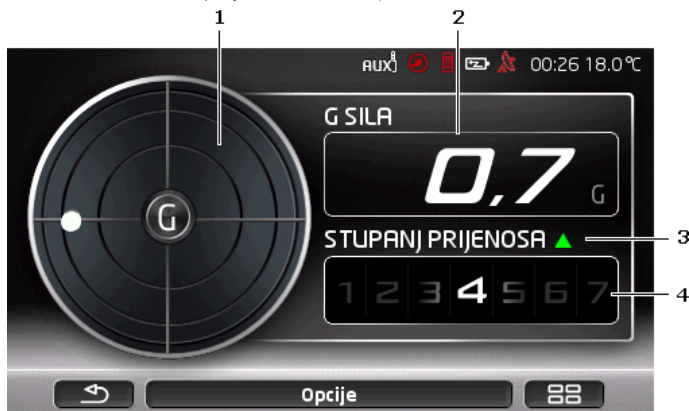 1
2
AUX 00:26 18.0°C
G SILA
G
0,7
G
STUPANJ PRIJENOSA
3
1 2 3 4 5 6 7
4
Opcije